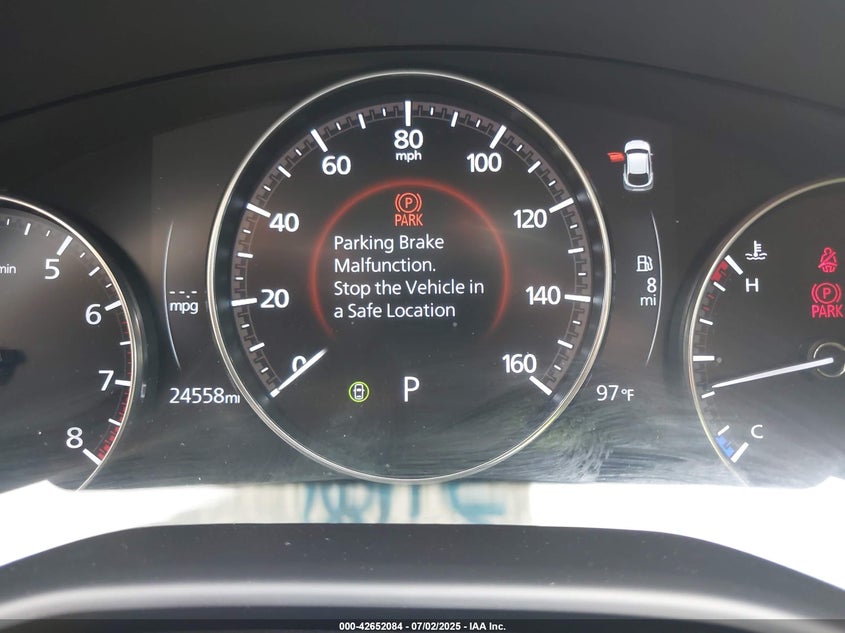 80
mph
60
100
40
120
20
140
0
160
PARK
Parking Brake
Malfunction.
Stop the Vehicle in
a Safe Location
P
min
5
6
7
8
---
mpg
24558mi
8
mi
97°F
H
C
PARK
000-42652084 / 07/02/2025 - IAA Inc.